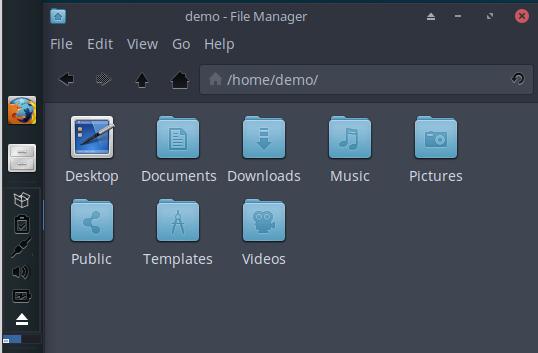 demo - File Manager
File Edit View Go Help
/home/demo/
Desktop Documents Downloads Music Pictures
Public Templates Videos